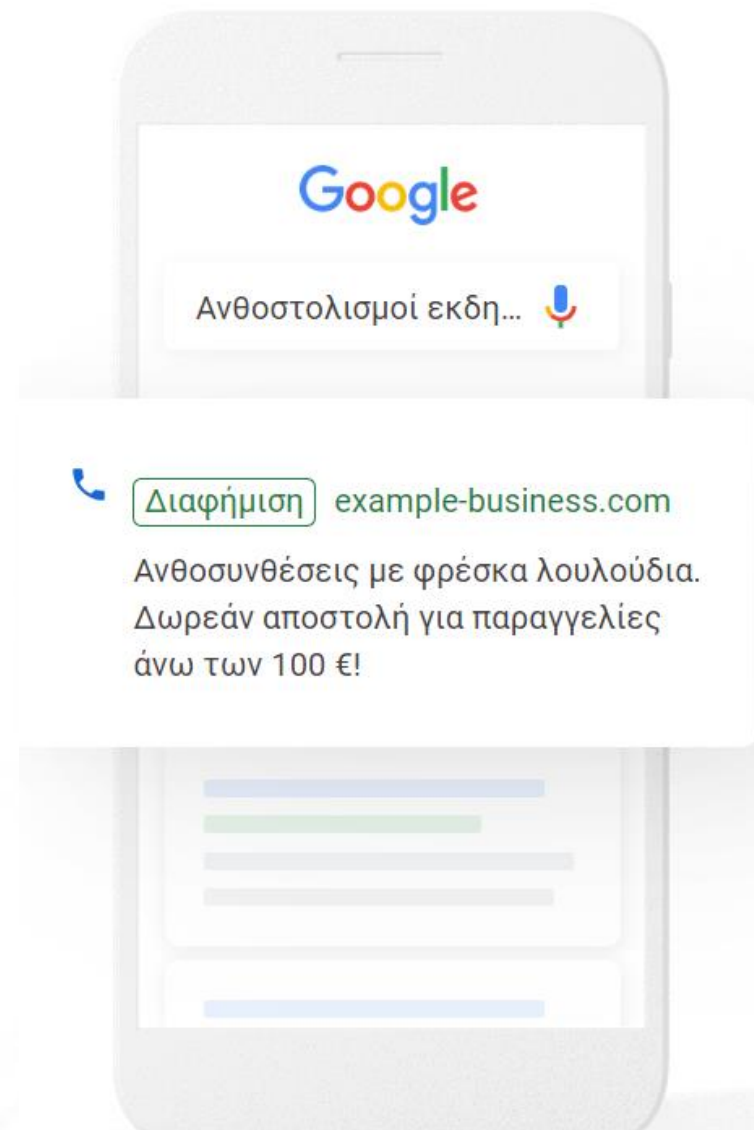 Google
Ανθοστολισμοί εκδη...
Διαφήμιση example-business.com
Ανθοσυνθέσεις με φρέσκα λουλούδια.
Δωρεάν αποστολή για παραγγελίες
άνω των 100 €!